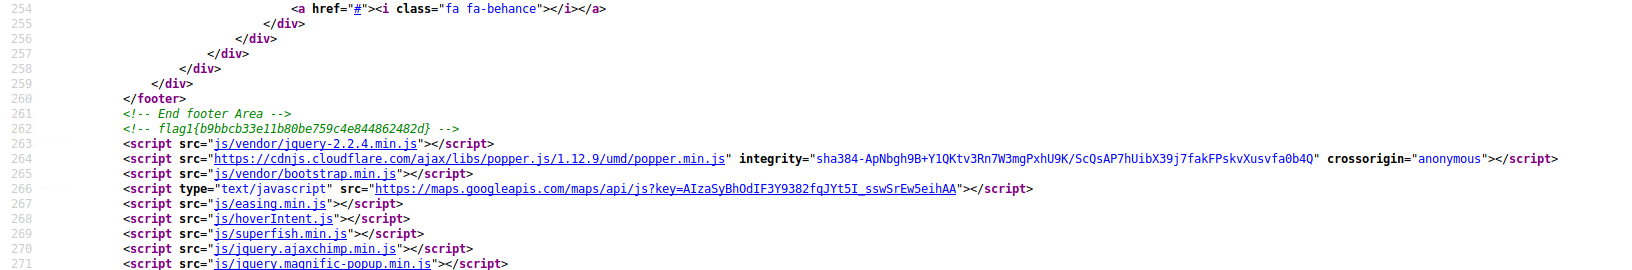 254 <a href="#"><i class="fa fa-behance"></i></a>
255 </div>
256 </div>
257 </div>
258 </div>
259 </div>
260 </footer>
261 <!-- End footer Area -->
262 <!-- flag1{b9bbcb33e11b80be759c4e844862482d} -->
263 <script src="js/vendor/jquery-2.2.4.min.js"></script>
264 <script src="https://cdnjs.cloudflare.com/ajax/libs/popper.js/1.12.9/umd/popper.min.js" integrity="sha384-ApNbgh9B+Y1QKtv3Rn7W3mgPxhU9K/ScQsAP7hUibX39j7fakFPskvXusvfa0b4Q" crossorigin="anonymous"></script>
265 <script src="js/vendor/bootstrap.min.js"></script>
266 <script type="text/javascript" src="https://maps.googleapis.com/maps/api/js?key=AIzaSyBhOdIF3Y9382fqJYt5I_sswSrEw5eihAA"></script>
267 <script src="js/easing.min.js"></script>
268 <script src="js/hoverIntent.js"></script>
269 <script src="js/superfish.min.js"></script>
270 <script src="js/jquery.ajaxchimp.min.js"></script>
271 <script src="js/jquery.magnific-popup.min.js"></script>